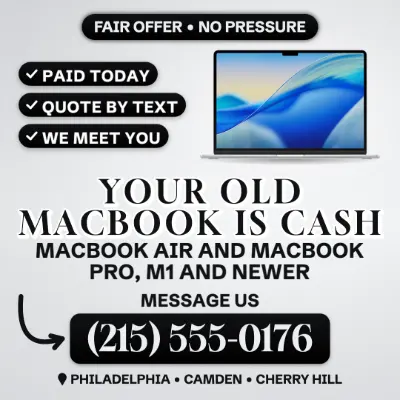 FAIR OFFER • NO PRESSURE
✓ PAID TODAY
✓ QUOTE BY TEXT
✓ WE MEET YOU
YOUR OLD
MACBOOK IS CASH
MACBOOK AIR AND MACBOOK
PRO, M1 AND NEWER
MESSAGE US
(215) 555-0176
PHILADELPHIA • CAMDEN • CHERRY HILL